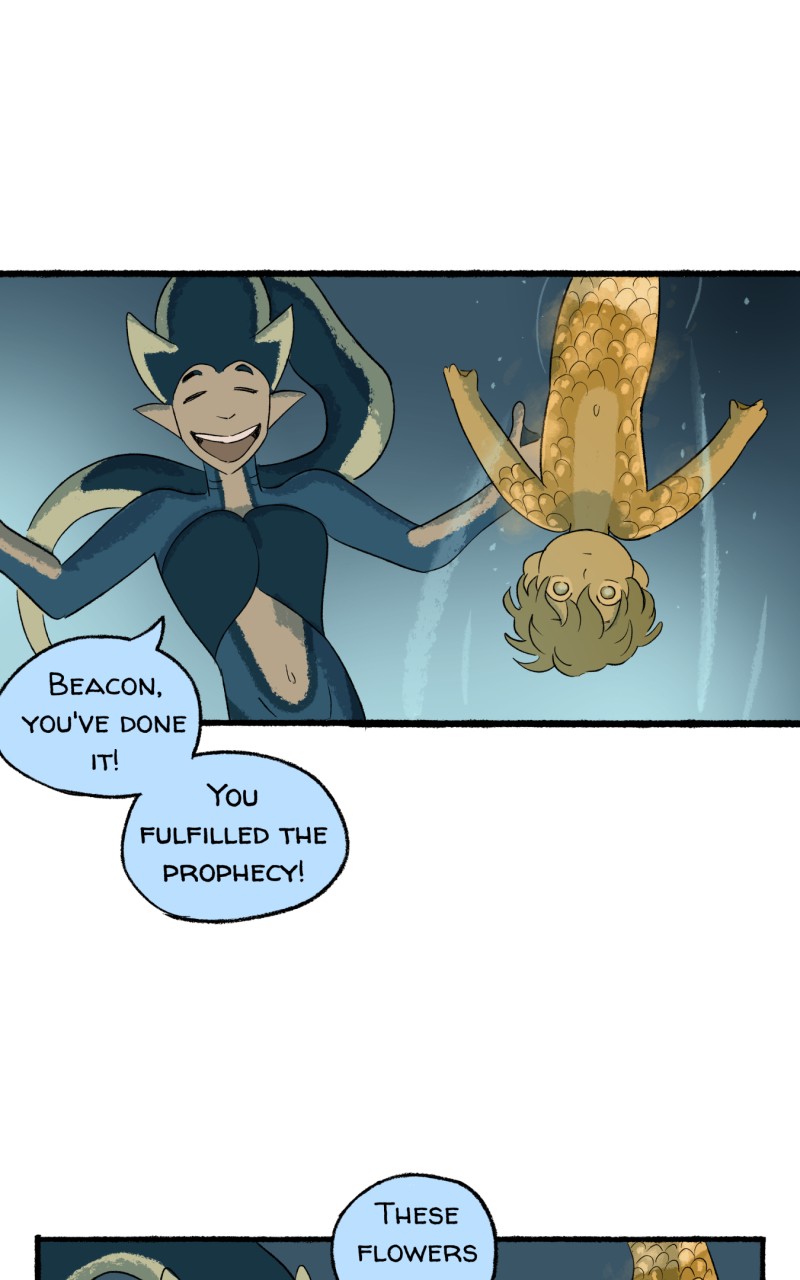 BEACON,
YOU'VE DONE
IT!
YOU
FULFILLED THE
PROPHECY!
THESE
FLOWERS